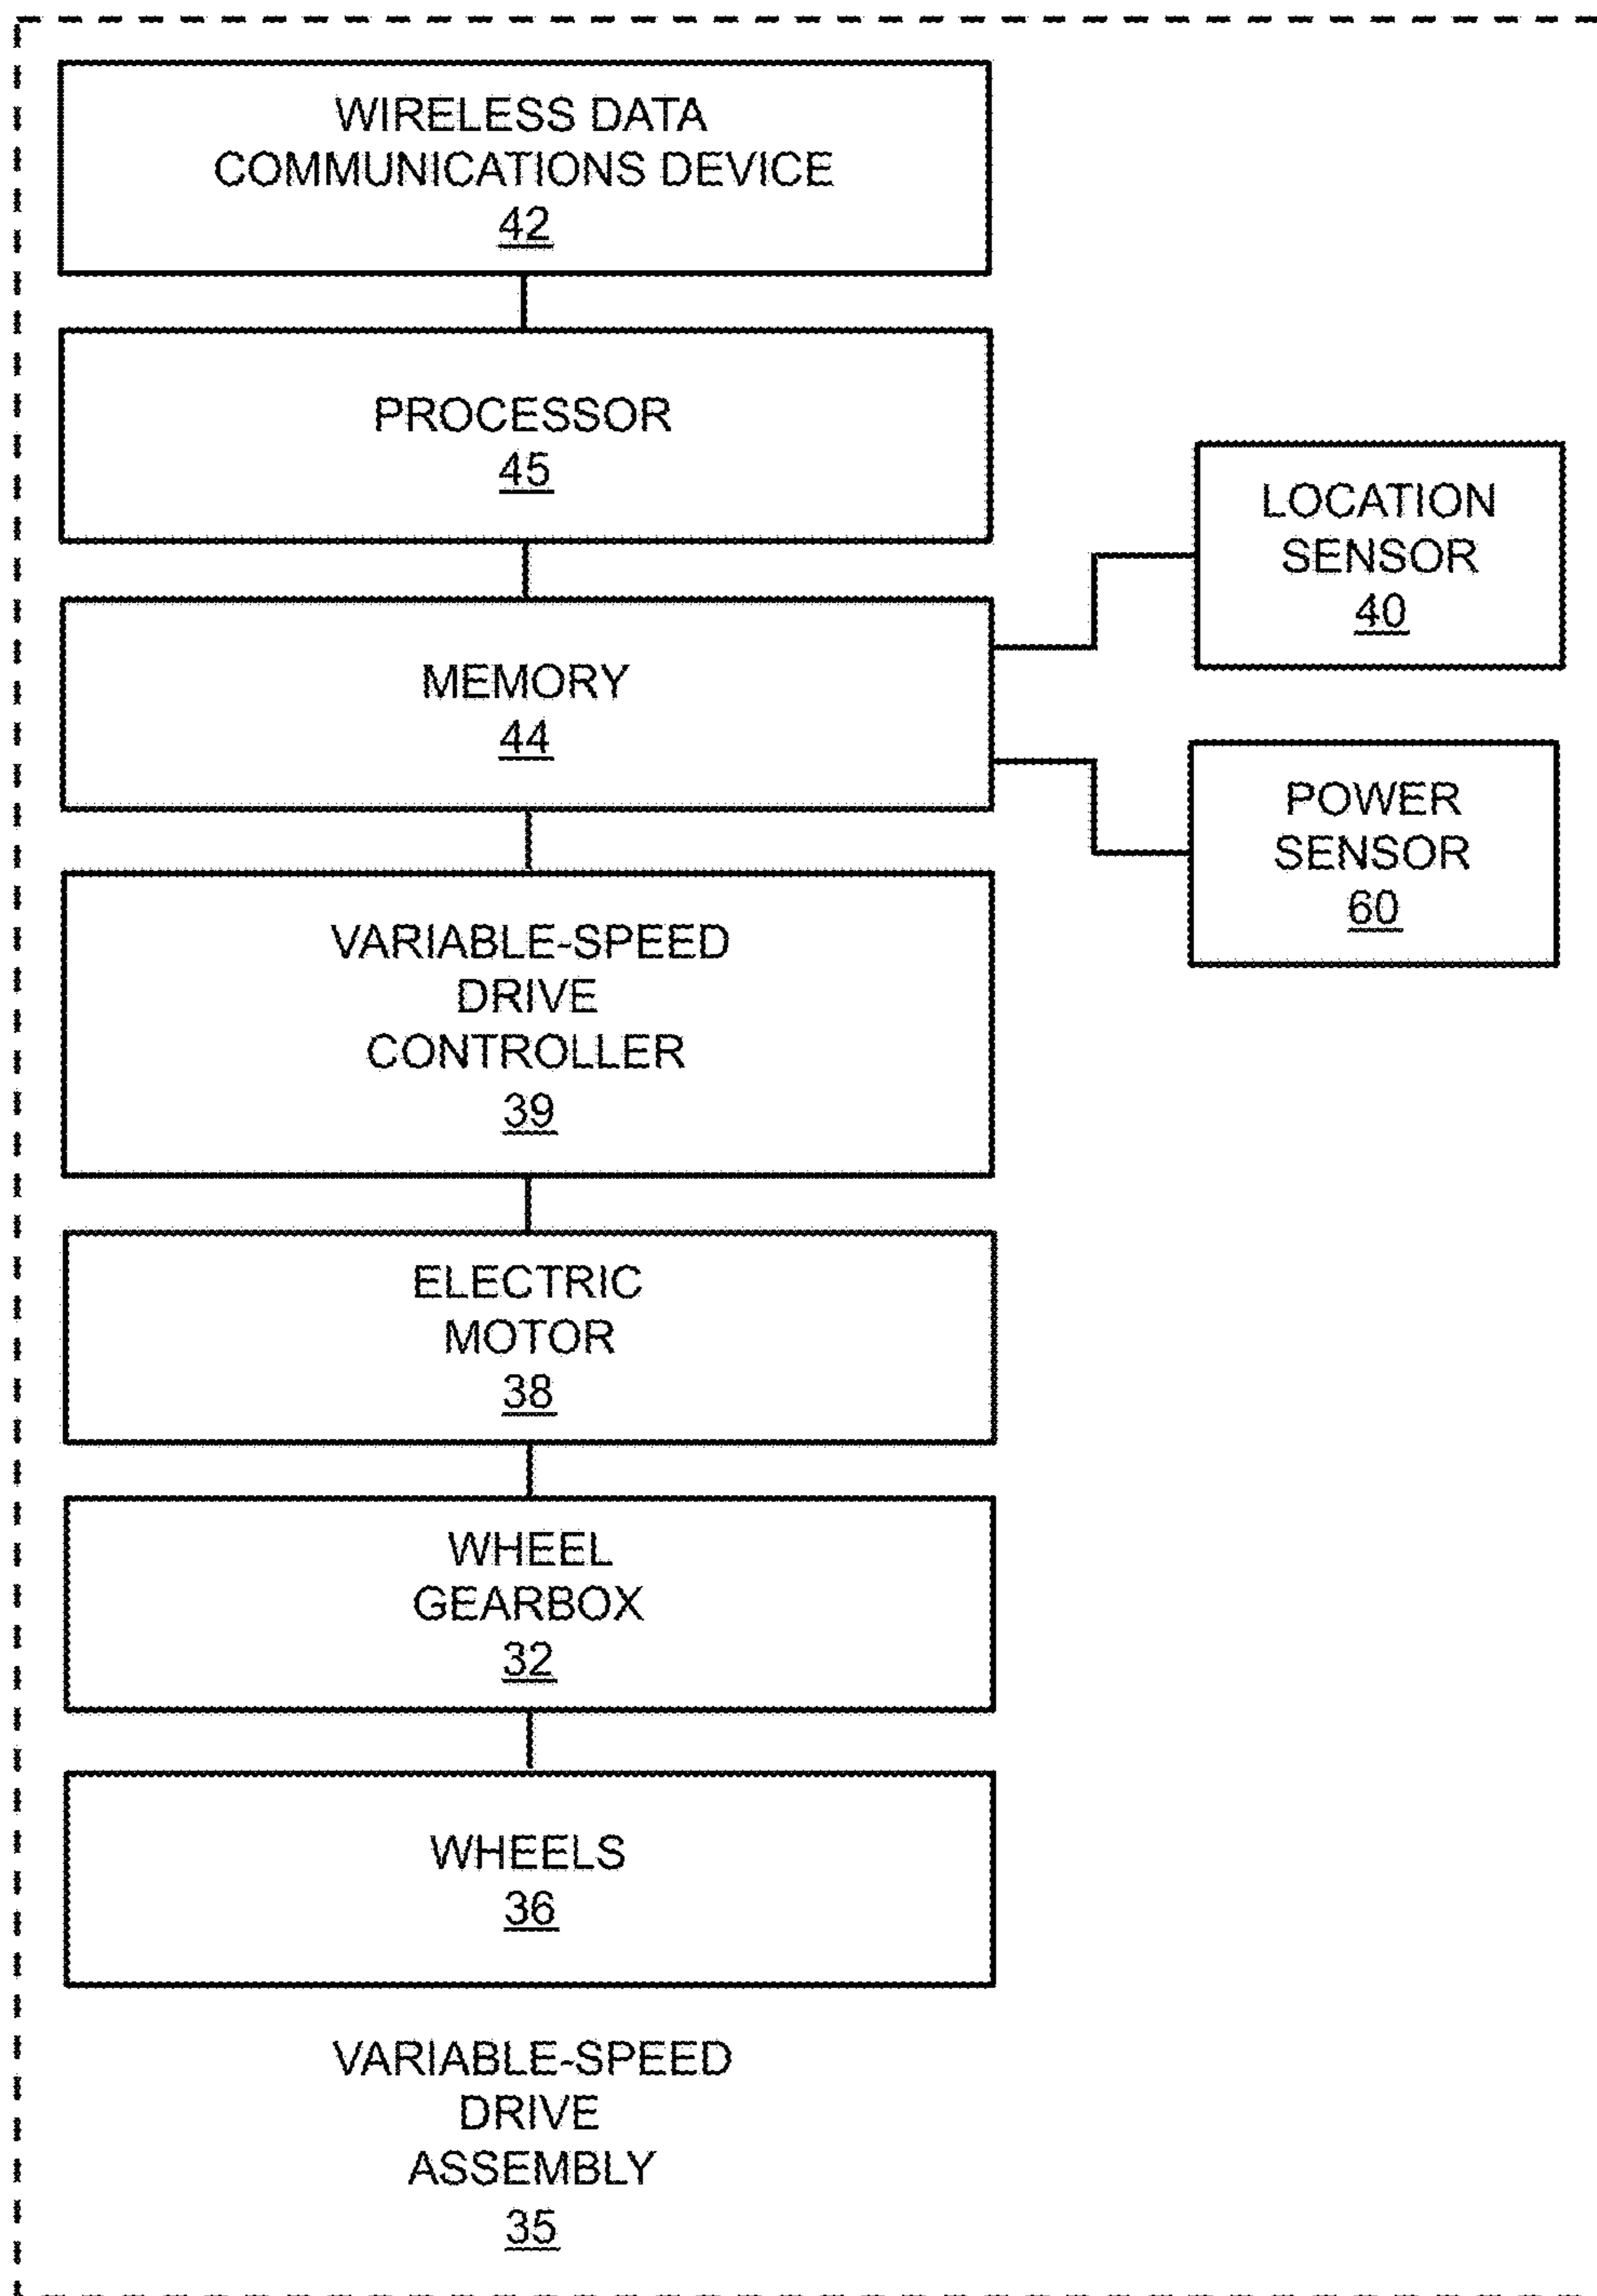 WIRELESS DATA
COMMUNICATIONS DEVICE
42
PROCESSOR
45
LOCATION
SENSOR
40
MEMORY
44
POWER
SENSOR
60
VARIABLE-SPEED
DRIVE
CONTROLLER
39
ELECTRIC
MOTOR
38
WHEEL
GEARBOX
32
WHEELS
36
VARIABLE-SPEED
DRIVE
ASSEMBLY
35